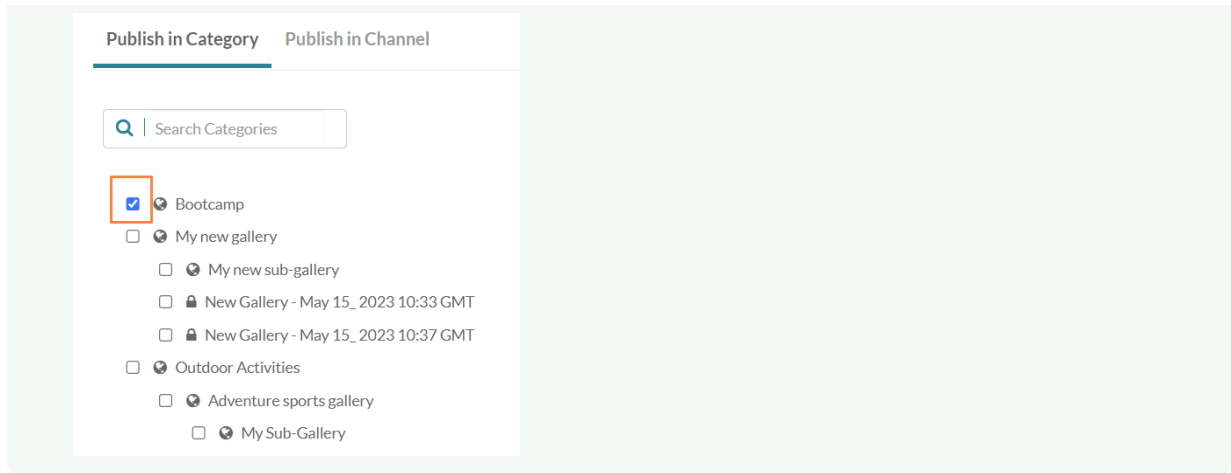 Publish in Category Publish in Channel
Search Categories
Bootcamp
My new gallery
My new sub-gallery
New Gallery - May 15_ 2023 10:33 GMT
New Gallery - May 15_ 2023 10:37 GMT
Outdoor Activities
Adventure sports gallery
My Sub-Gallery